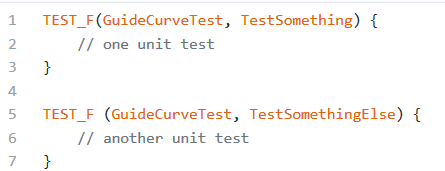 1 TEST_F(GuideCurveTest, TestSomething) {
2     // one unit test
3 }
4
5 TEST_F (GuideCurveTest, TestSomethingElse) {
6     // another unit test
7 }